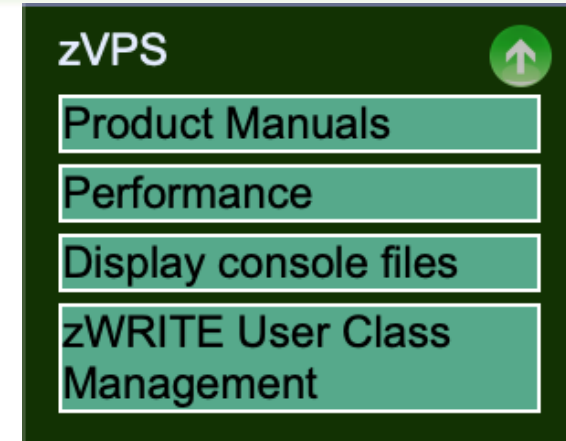 zVPS
Product Manuals
Performance
Display console files
zWRITE User Class
Management